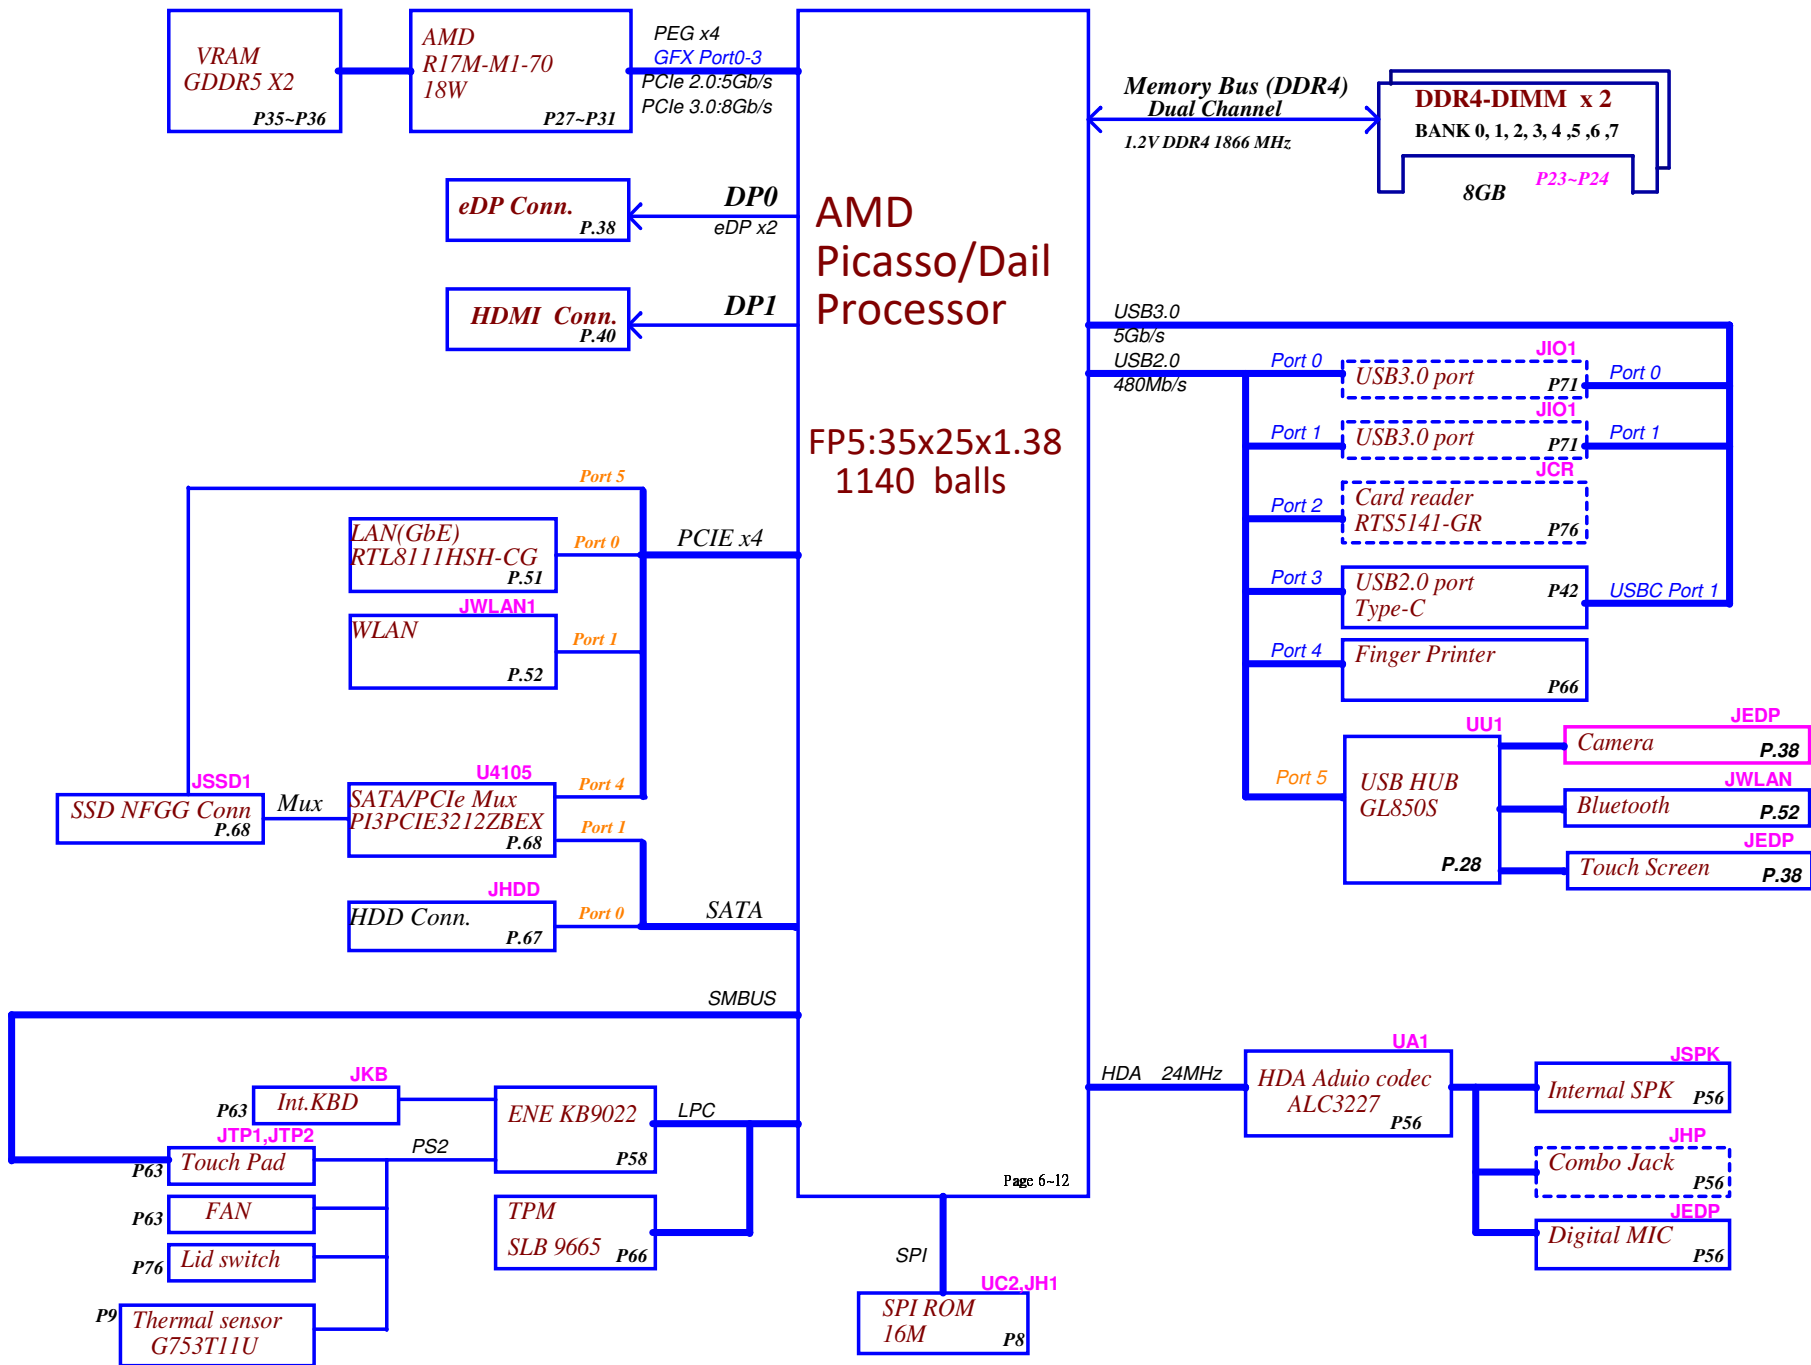 VRAM
GDDR5 X2
P35~P36
AMD
R17M-M1-70
18W
P27~P31
PEG x4
GFX Port0-3
PCIe 2.0:5Gb/s
PCIe 3.0:8Gb/s
Memory Bus (DDR4)
Dual Channel
1.2V DDR4 1866 MHz
DDR4-DIMM x 2
BANK 0, 1, 2, 3, 4 ,5 ,6 ,7
P23~P24
8GB
eDP Conn.
P.38
DP0
eDP x2
HDMI Conn.
P.40
DP1
AMD
Picasso/Dail
Processor
FP5:35x25x1.38
1140 balls
Page 6~12
USB3.0
5Gb/s
USB2.0
480Mb/s
Port 0
JIO1
USB3.0 port
P71
Port 0
Port 1
JIO1
USB3.0 port
P71
Port 1
Port 2
JCR
Card reader
RTS5141-GR
P76
Port 3
USB2.0 port
Type-C
P42
USBC Port 1
Port 4
Finger Printer
P66
Port 5
UU1
USB HUB
GL850S
P.28
JEDP
Camera
P.38
JWLAN
Bluetooth
P.52
JEDP
Touch Screen
P.38
Port 5
LAN(GbE)
RTL8111HSH-CG
P.51
Port 0
PCIE x4
JWLAN1
WLAN
P.52
Port 1
JSSD1
SSD NFGG Conn
P.68
Mux
U4105
SATA/PCIe Mux
PI3PCIE3212ZBEX
P.68
Port 4
Port 1
JHDD
HDD Conn.
P.67
Port 0
SATA
SMBUS
JKB
Int.KBD
P63
ENE KB9022
P58
LPC
JTP1,JTP2
Touch Pad
P63
PS2
FAN
P63
Lid switch
P76
Thermal sensor
G753T11U
P9
TPM
SLB 9665
P66
SPI
UC2,JH1
SPI ROM
16M
P8
HDA 24MHz
UA1
HDA Aduio codec
ALC3227
P56
JSPK
Internal SPK
P56
JHP
Combo Jack
P56
JEDP
Digital MIC
P56